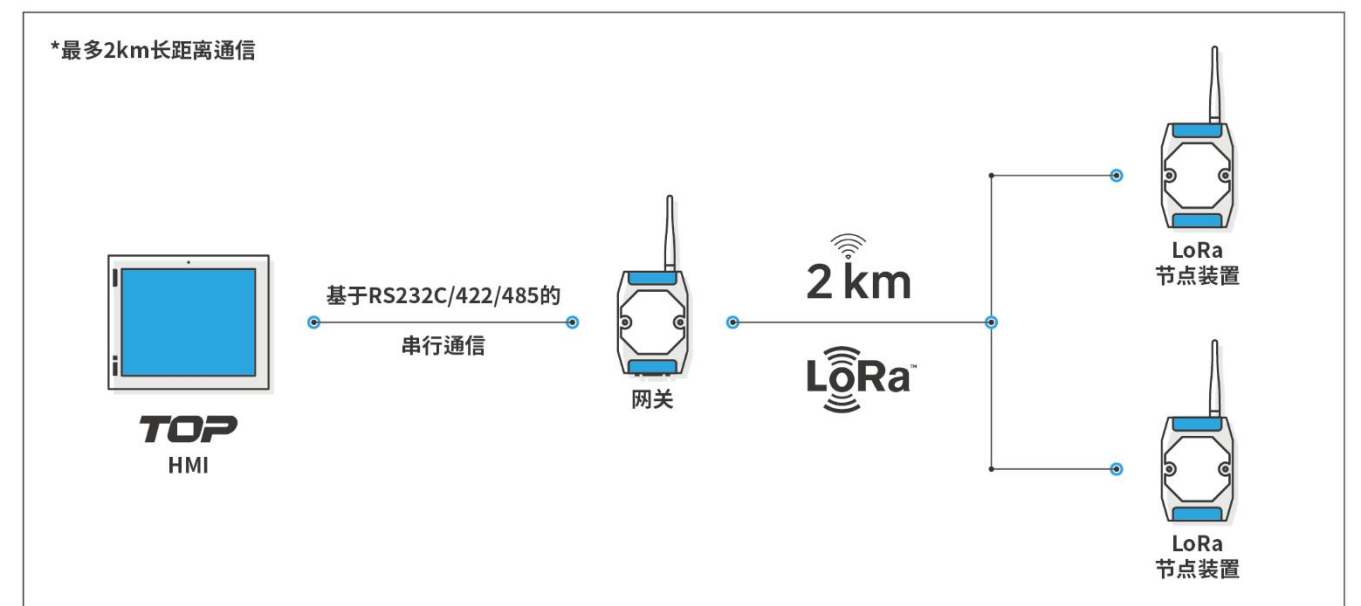 *最多2km长距离通信
基于RS232C/422/485的
串行通信
TOP
HMI
网关
2 km
LoRa™
LoRa
节点装置
LoRa
节点装置